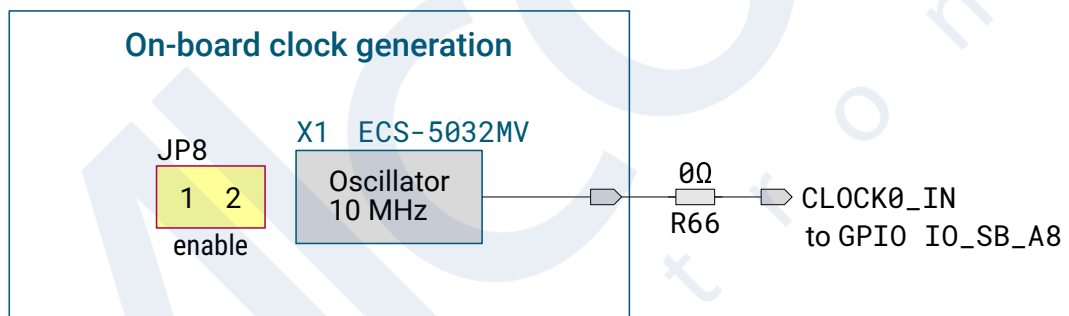 On-board clock generation
X1 ECS-5032MV
JP8
1 2
enable
Oscillator
10 MHz
0Ω
R66
CLOCK0_IN
to GPIO IO_SB_A8